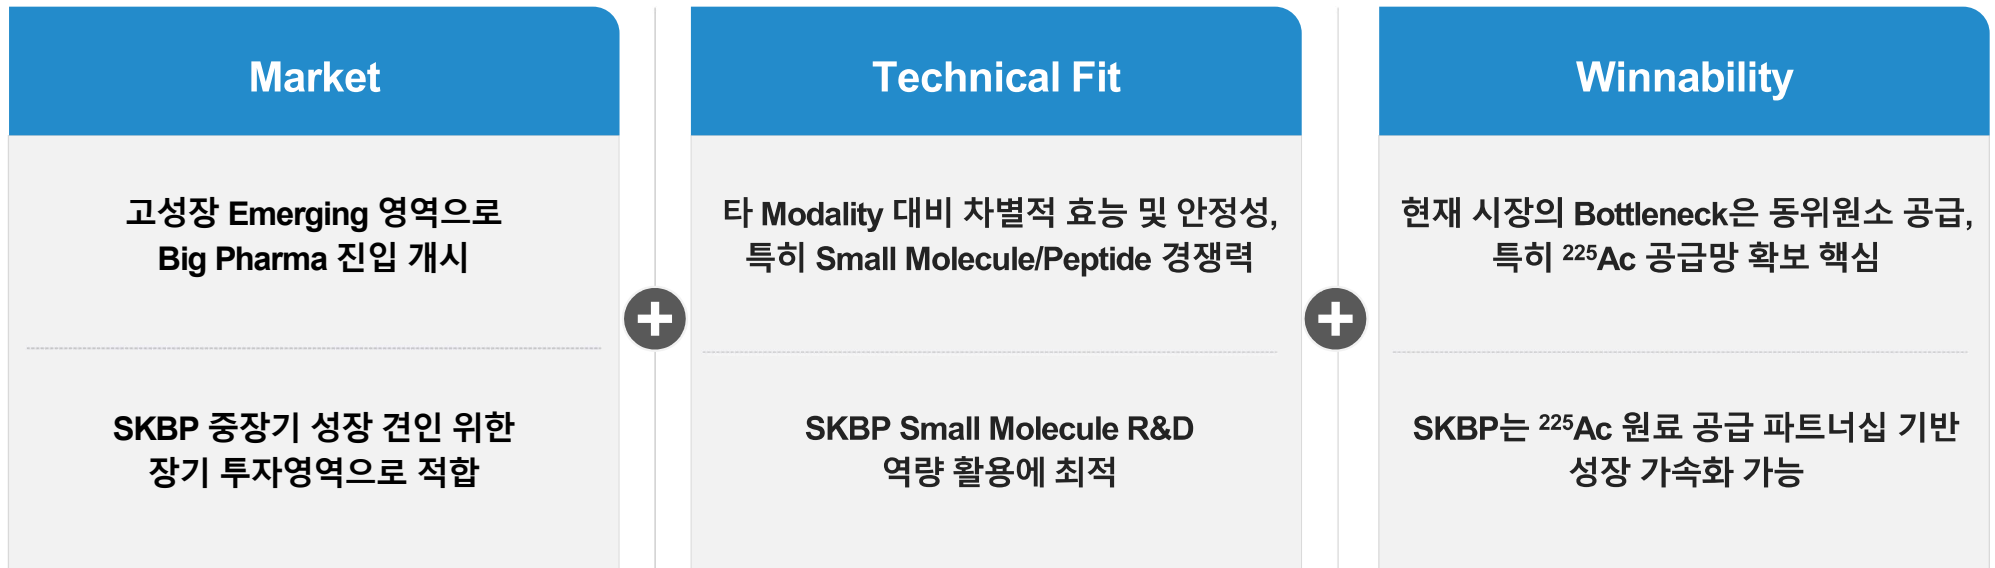 Market
고성장 Emerging 영역으로
Big Pharma 진입 개시
SKBP 중장기 성장 견인 위한
장기 투자영역으로 적합
Technical Fit
타 Modality 대비 차별적 효능 및 안정성,
특히 Small Molecule/Peptide 경쟁력
SKBP Small Molecule R&D
역량 활용에 최적
Winnability
현재 시장의 Bottleneck은 동위원소 공급,
특히 ²²⁵Ac 공급망 확보 핵심
SKBP는 ²²⁵Ac 원료 공급 파트너십 기반
성장 가속화 가능